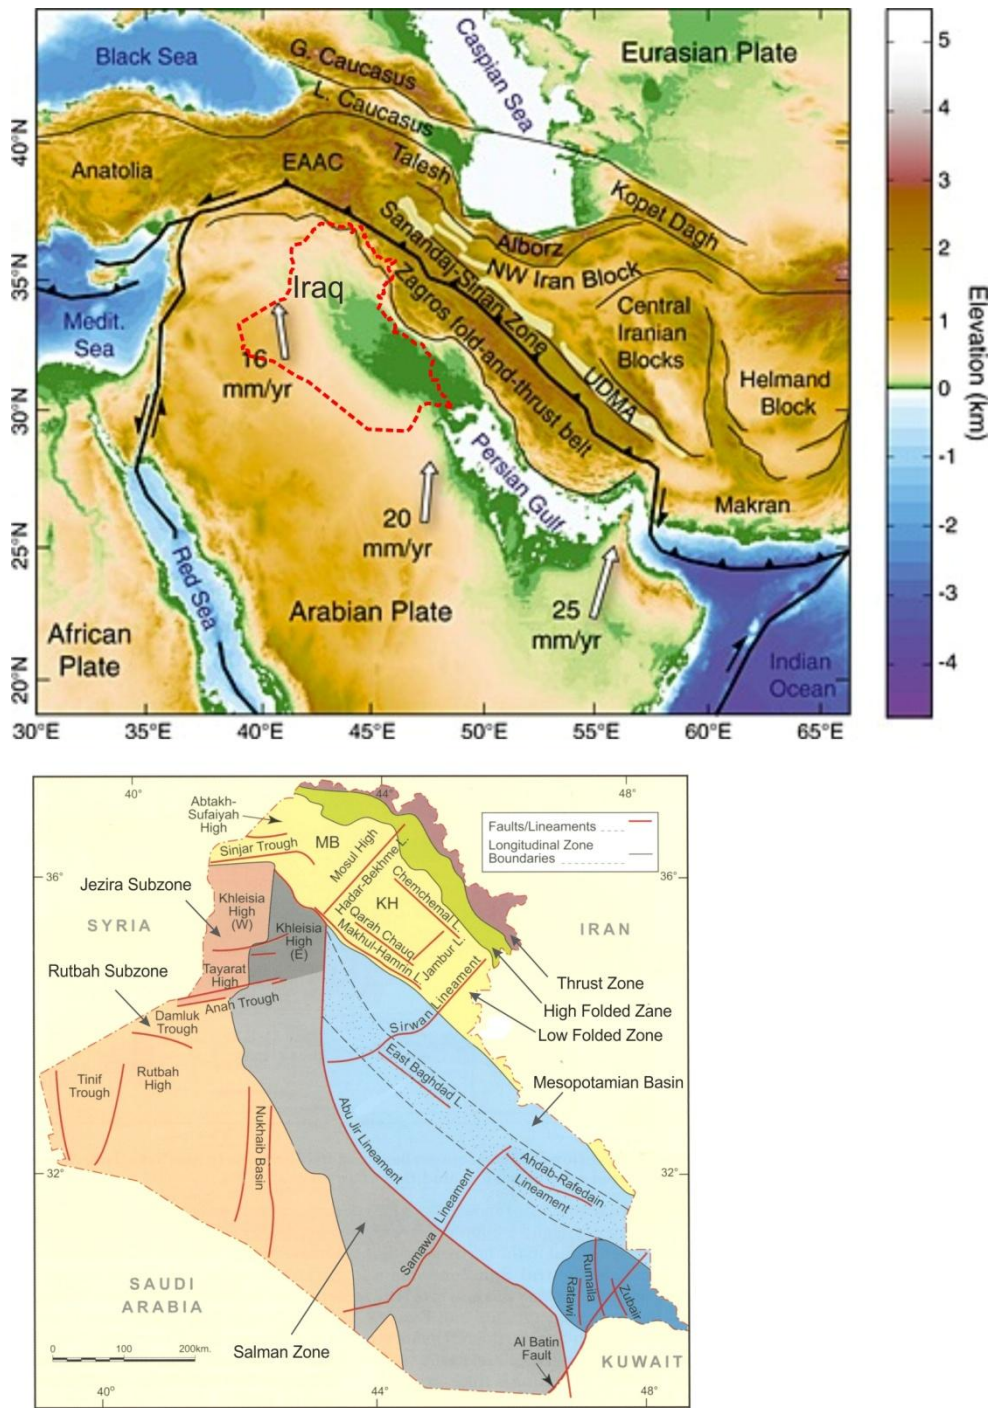 Black Sea
G. Caucasus
L. Caucasus
Caspian Sea
Eurasian Plate
Anatolia
EAAC
Talesh
Kopet Dagh
Alborz
Sanandaj-Sirjan Zone
NW Iran Block
Iraq
Zagros fold-and-thrust belt
Central
Iranian
Blocks
UDMA
Helmand
Block
Medit.
Sea
16
mm/yr
Persian Gulf
Makran
20
mm/yr
25
mm/yr
Red Sea
Arabian Plate
African
Plate
Indian
Ocean
40°N
35°N
30°N
25°N
20°N
30°E
35°E
40°E
45°E
50°E
55°E
60°E
65°E
5
4
3
2
1
0
-1
-2
-3
-4
Elevation (km)
40°
44°
48°
Abtakh-
Sufaiyah
High
Sinjar Trough
MB
Mosul High
Hadar-Bekhme L.
Faults/Lineaments
Longitudinal Zone
Boundaries
36°
36°
Jezira Subzone
SYRIA
Khleisia
High
(W)
Khleisia
High
(E)
KH
Chemchemal L.
Qarah Chauq
Makhul-Hamrin L.
Jambur L.
IRAN
Rutbah Subzone
Tayarat
High
Anah Trough
Damluk
Trough
Sirwan Lineament
Thrust Zone
High Folded Zane
Low Folded Zone
Tinif
Trough
Rutbah
High
East Baghdad L.
Mesopotamian Basin
Nukhaib Basin
Abu Jir Lineament
Ahdab-Rafedain
Lineament
32°
32°
Samawa Lineament
SAUDI
ARABIA
Ratawi
Rumaila
Zubair
Salman Zone
Al Batin
Fault
KUWAIT
0
100
200km.
40°
44°
48°